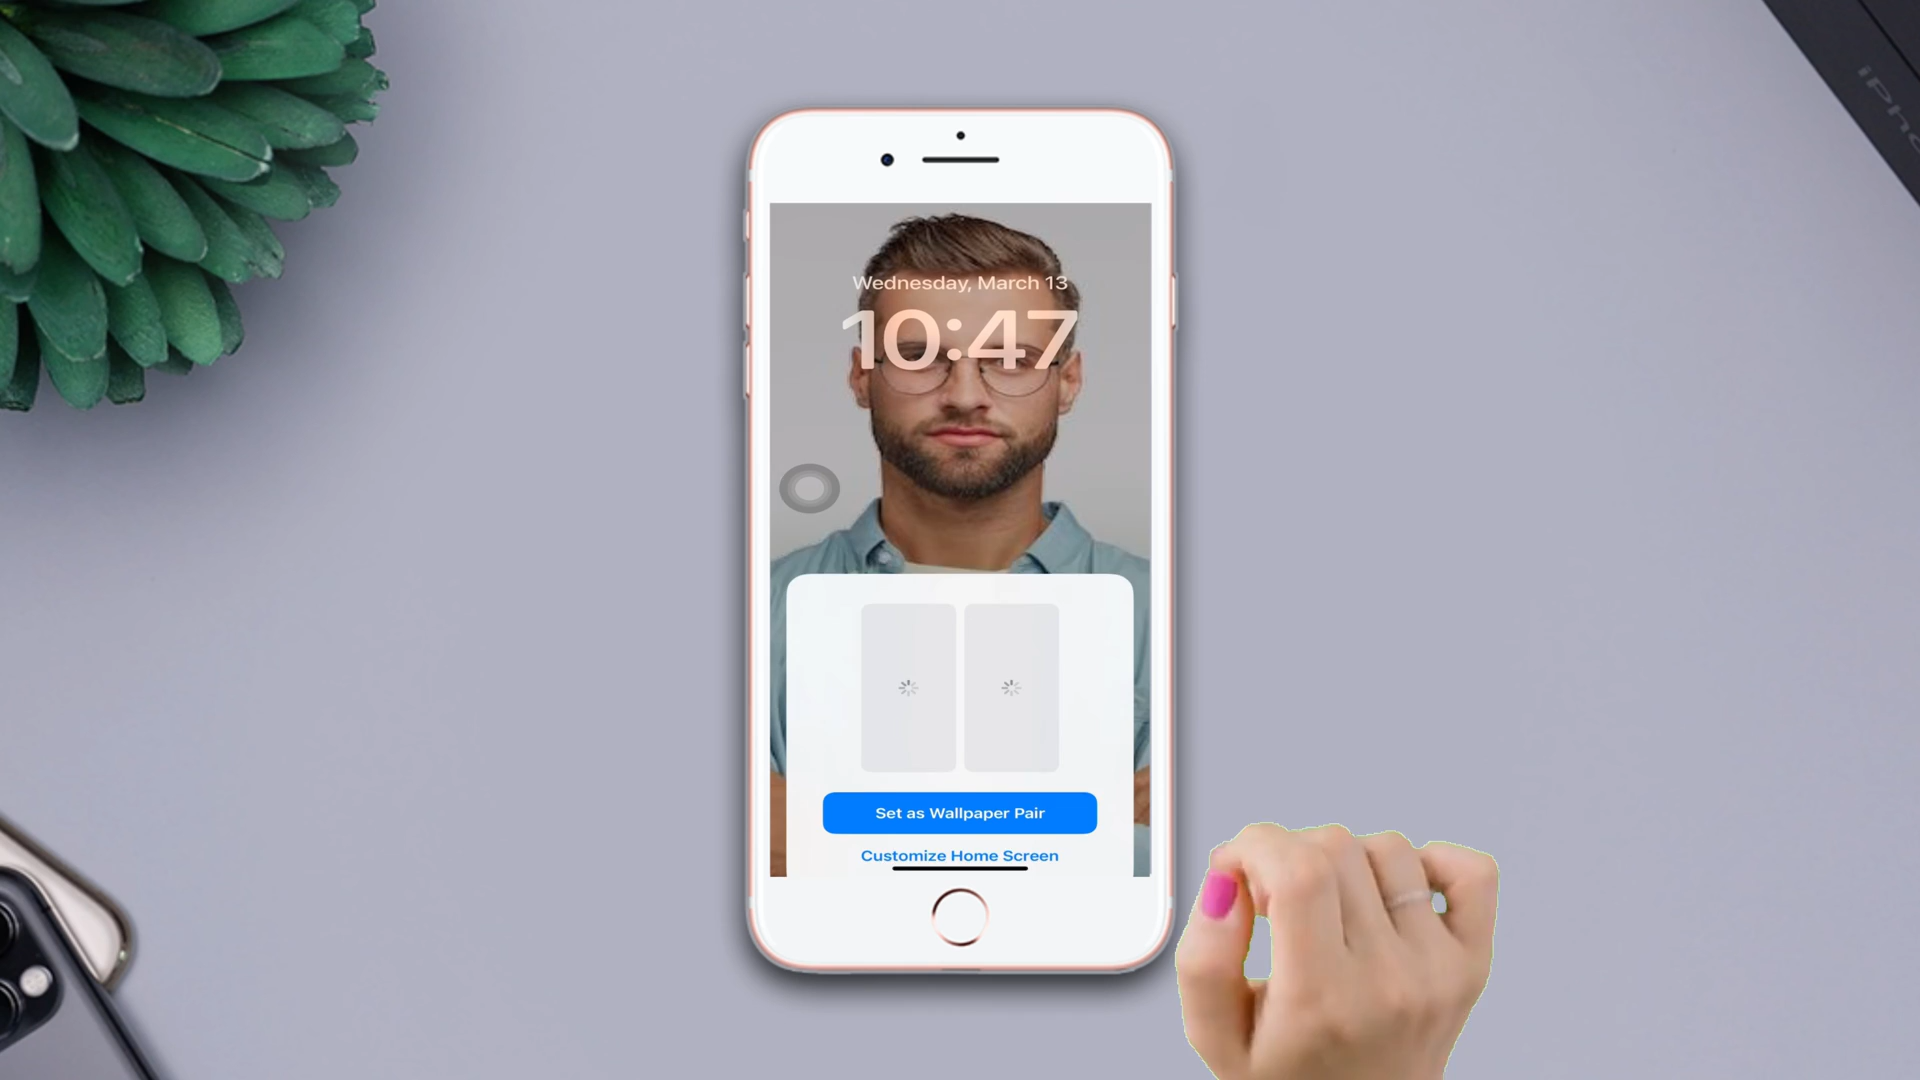 Wednesday, March 13
10:47
Set as Wallpaper Pair
Customize Home Screen